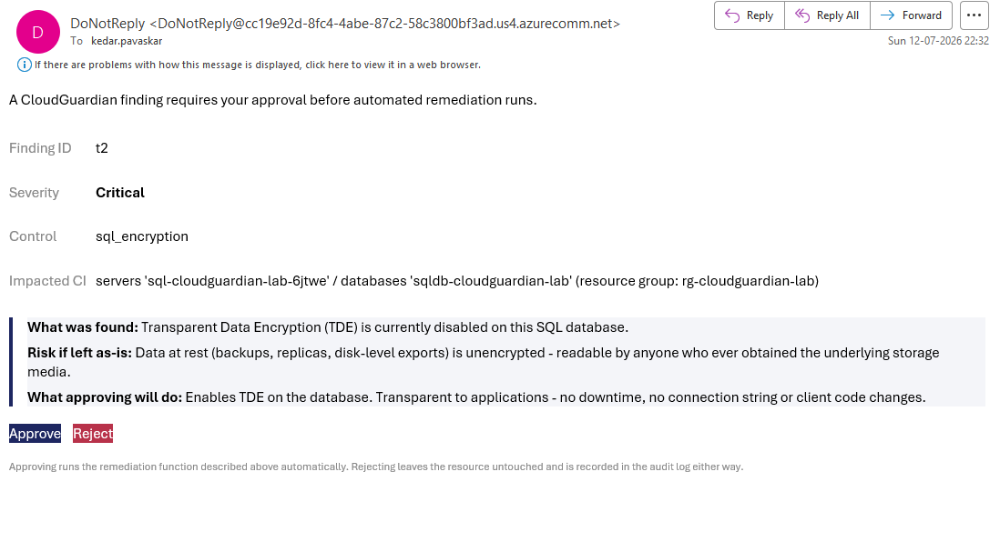 D
DoNotReply <DoNotReply@cc19e92d-8fc4-4abe-87c2-58c3800bf3ad.us4.azurecomm.net>
To kedar.pavaskar
Reply
Reply All
Forward
Sun 12-07-2026 22:32
If there are problems with how this message is displayed, click here to view it in a web browser.
A CloudGuardian finding requires your approval before automated remediation runs.
Finding ID t2
Severity Critical
Control sql_encryption
Impacted CI servers 'sql-cloudguardian-lab-6jtwe' / databases 'sqldb-cloudguardian-lab' (resource group: rg-cloudguardian-lab)
What was found: Transparent Data Encryption (TDE) is currently disabled on this SQL database.
Risk if left as-is: Data at rest (backups, replicas, disk-level exports) is unencrypted - readable by anyone who ever obtained the underlying storage
media.
What approving will do: Enables TDE on the database. Transparent to applications - no downtime, no connection string or client code changes.
Approve Reject
Approving runs the remediation function described above automatically. Rejecting leaves the resource untouched and is recorded in the audit log either way.